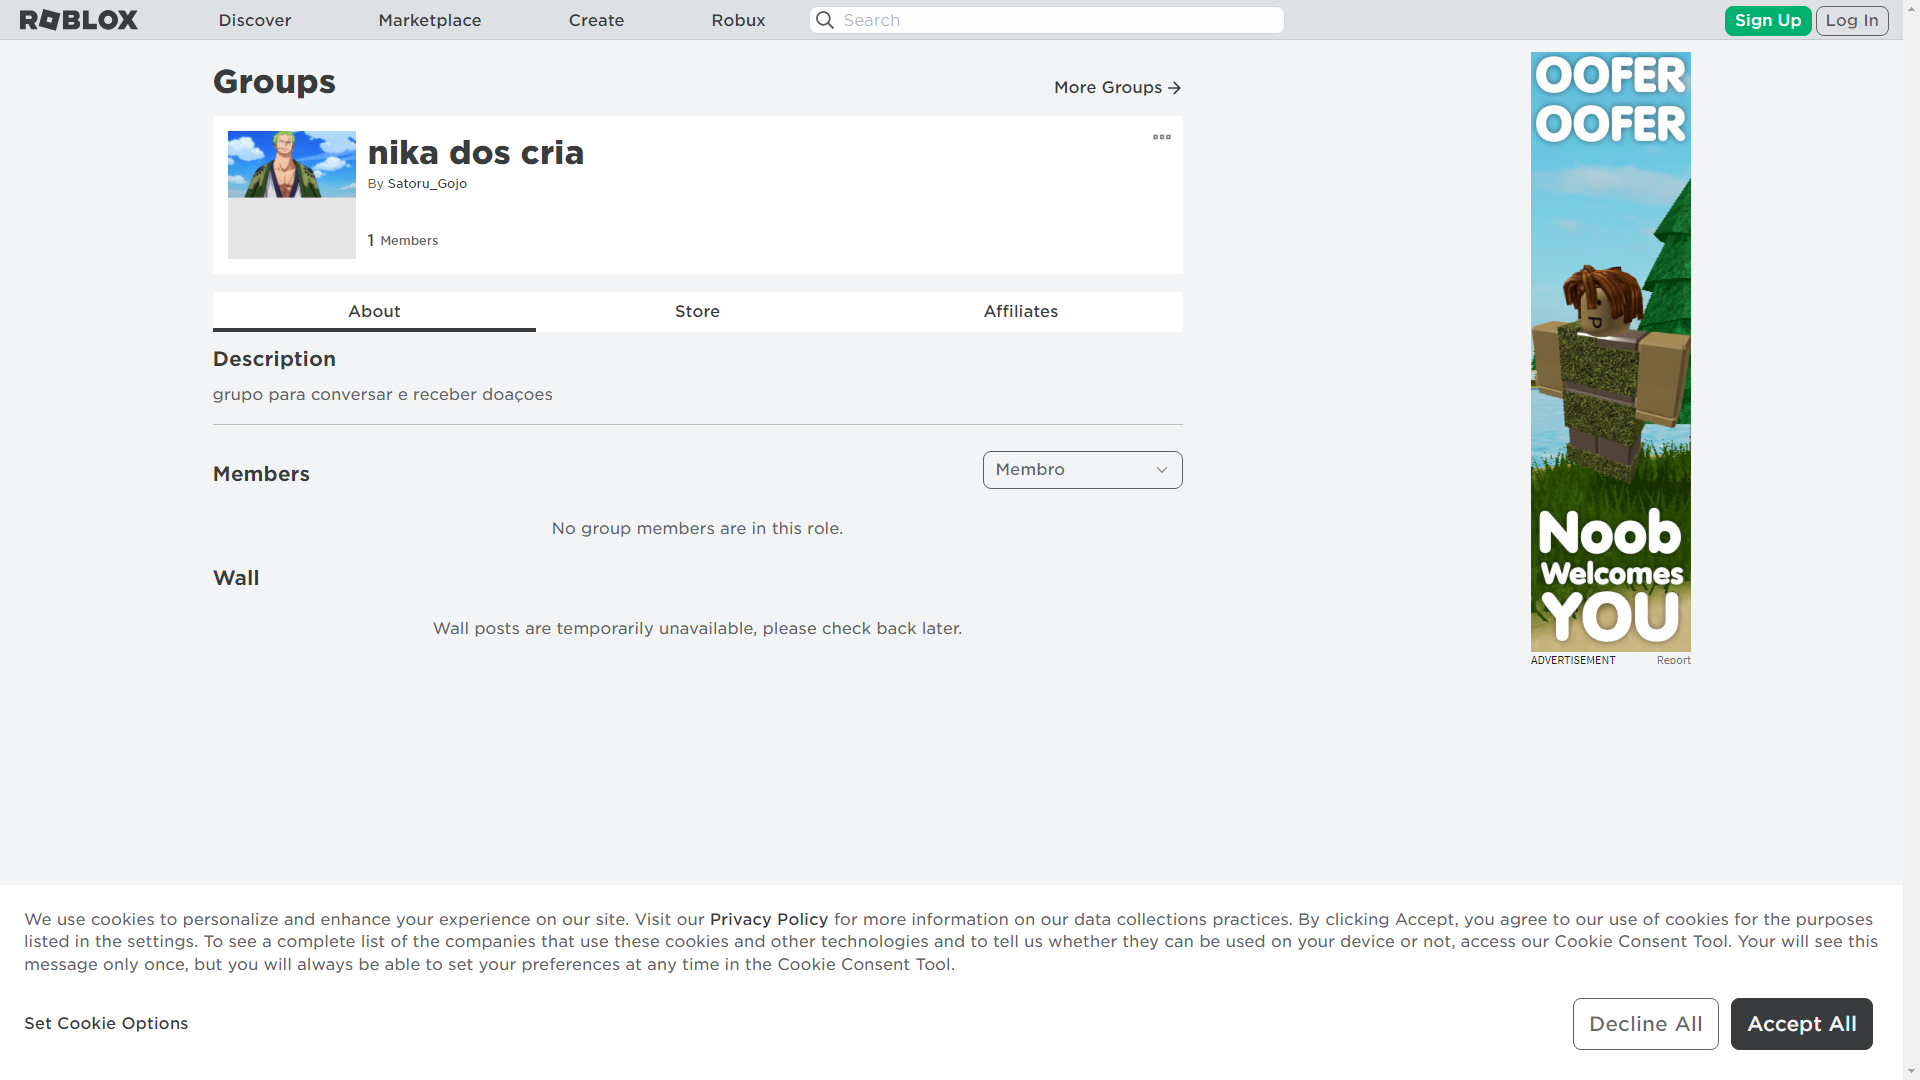 ROBLOX
Discover
Marketplace
Create
Robux
Search
Sign Up
Log In
Groups
More Groups
nika dos cria
By Satoru_Gojo
1 Members
About
Store
Affiliates
Description
grupo para conversar e receber doaçoes
Members
Membro
No group members are in this role.
Wall
Wall posts are temporarily unavailable, please check back later.
OOFER
OOFER
Noob
Welcomes
YOU
ADVERTISEMENT
Report
We use cookies to personalize and enhance your experience on our site. Visit our Privacy Policy for more information on our data collections practices. By clicking Accept, you agree to our use of cookies for the purposes
listed in the settings. To see a complete list of the companies that use these cookies and other technologies and to tell us whether they can be used on your device or not, access our Cookie Consent Tool. Your will see this
message only once, but you will always be able to set your preferences at any time in the Cookie Consent Tool.
Set Cookie Options
Decline All
Accept All